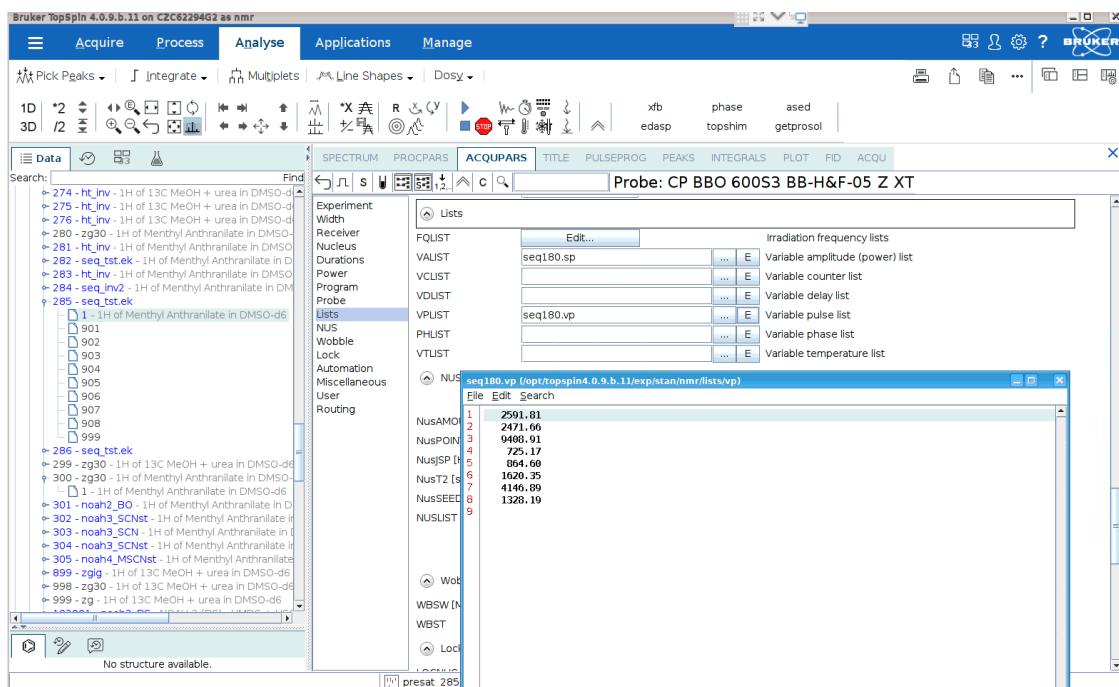 Bruker TopSpin 4.0.9.b.11 on CZC62294G2 as nmr
Acquire Process Analyse Applications Manage
BRUKER
Pick Peaks Integrate Multiplets Line Shapes Dosy
1D *2 *X R xfb phase ased
3D /2 STOP edasp topshim getprosol
Data
SPECTRUM PROCPARS ACQUPARS TITLE PULSEPROG PEAKS INTEGRALS PLOT FID ACQU
Search: Find
S 1,2,.. C Probe: CP BBO 600S3 BB-H&F-05 Z XT
274 - ht_inv - 1H of 13C MeOH + urea in DMSO-d
275 - ht_inv - 1H of 13C MeOH + urea in DMSO-d
276 - ht_inv - 1H of 13C MeOH + urea in DMSO-d
280 - zg30 - 1H of Menthyl Anthranilate in DMSO-
281 - ht_inv - 1H of Menthyl Anthranilate in DMSO
282 - seq_tst.ek - 1H of Menthyl Anthranilate in D
283 - ht_inv - 1H of Menthyl Anthranilate in DMSO
284 - seq_inv2 - 1H of Menthyl Anthranilate in DM
285 - seq_tst.ek
1 - 1H of Menthyl Anthranilate in DMSO-d6
901
902
903
904
905
906
907
908
999
286 - seq_tst.ek
299 - zg30 - 1H of 13C MeOH + urea in DMSO-d6
300 - zg30 - 1H of Menthyl Anthranilate in DMSO-
1 - 1H of Menthyl Anthranilate in DMSO-d6
301 - noah2_BO - 1H of Menthyl Anthranilate in D
302 - noah3_SCNst - 1H of Menthyl Anthranilate in
303 - noah3_SCN - 1H of Menthyl Anthranilate in
304 - noah3_SCNst - 1H of Menthyl Anthranilate in
305 - noah4_MSCNst - 1H of Menthyl Anthranilate
899 - zgig - 1H of 13C MeOH + urea in DMSO-d6
998 - zg30 - 1H of 13C MeOH + urea in DMSO-d6
999 - zg - 1H of 13C MeOH + urea in DMSO-d6
No structure available.
Experiment
Width
Receiver
Nucleus
Durations
Power
Program
Probe
Lists
NUS
Wobble
Lock
Automation
Miscellaneous
User
Routing
Lists
FQLIST Edit... Irradiation frequency lists
VALIST seq180.sp ... E Variable amplitude (power) list
VCLIST ... E Variable counter list
VDLIST ... E Variable delay list
VPLIST seq180.vp ... E Variable pulse list
PHLIST ... E Variable phase list
VTLIST ... E Variable temperature list
NUS
NusAMO
NusPOIN
NusJSP [H
NusT2 [s
NusSEED
NUSLIST
Wob
WBSW [M
WBST
Lock
seq180.vp (/opt/topspin4.0.9.b.11/exp/stan/nmr/lists/vp)
File Edit Search
1 2591.81
2 2471.66
3 9408.91
4 725.17
5 864.60
6 1620.35
7 4146.89
8 1328.19
9
presat 285